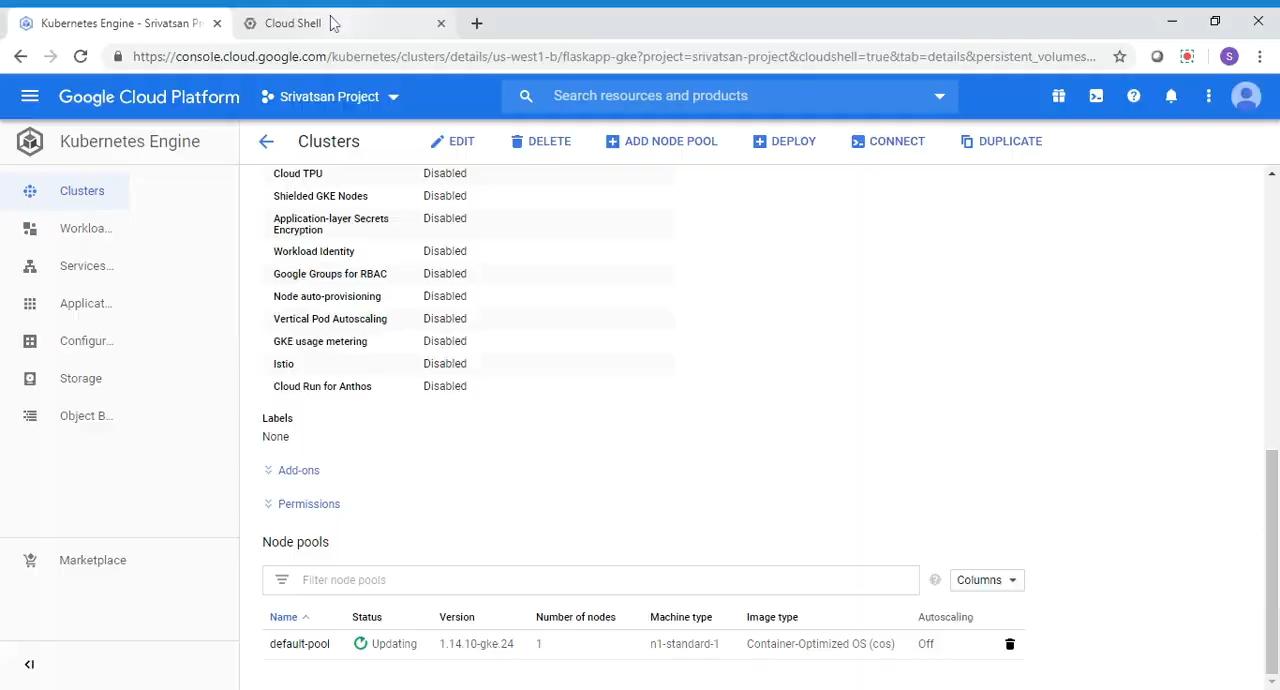 Kubernetes Engine - Srivatsan Pr
Cloud Shell
https://console.cloud.google.com/kubernetes/clusters/details/us-west1-b/flaskapp-gke?project=srivatsan-project&cloudshell=true&tab=details&persistent_volumes...
S
Google Cloud Platform
Srivatsan Project
Search resources and products
Kubernetes Engine
Clusters
EDIT
DELETE
ADD NODE POOL
DEPLOY
CONNECT
DUPLICATE
Clusters
Workloa...
Services...
Applicat...
Configur...
Storage
Object B...
Marketplace
Cloud TPU Disabled
Shielded GKE Nodes Disabled
Application-layer Secrets Disabled
Encryption
Workload Identity Disabled
Google Groups for RBAC Disabled
Node auto-provisioning Disabled
Vertical Pod Autoscaling Disabled
GKE usage metering Disabled
Istio Disabled
Cloud Run for Anthos Disabled
Labels
None
Add-ons
Permissions
Node pools
Filter node pools
Columns
Name Status Version Number of nodes Machine type Image type Autoscaling
default-pool Updating 1.14.10-gke.24 1 n1-standard-1 Container-Optimized OS (cos) Off